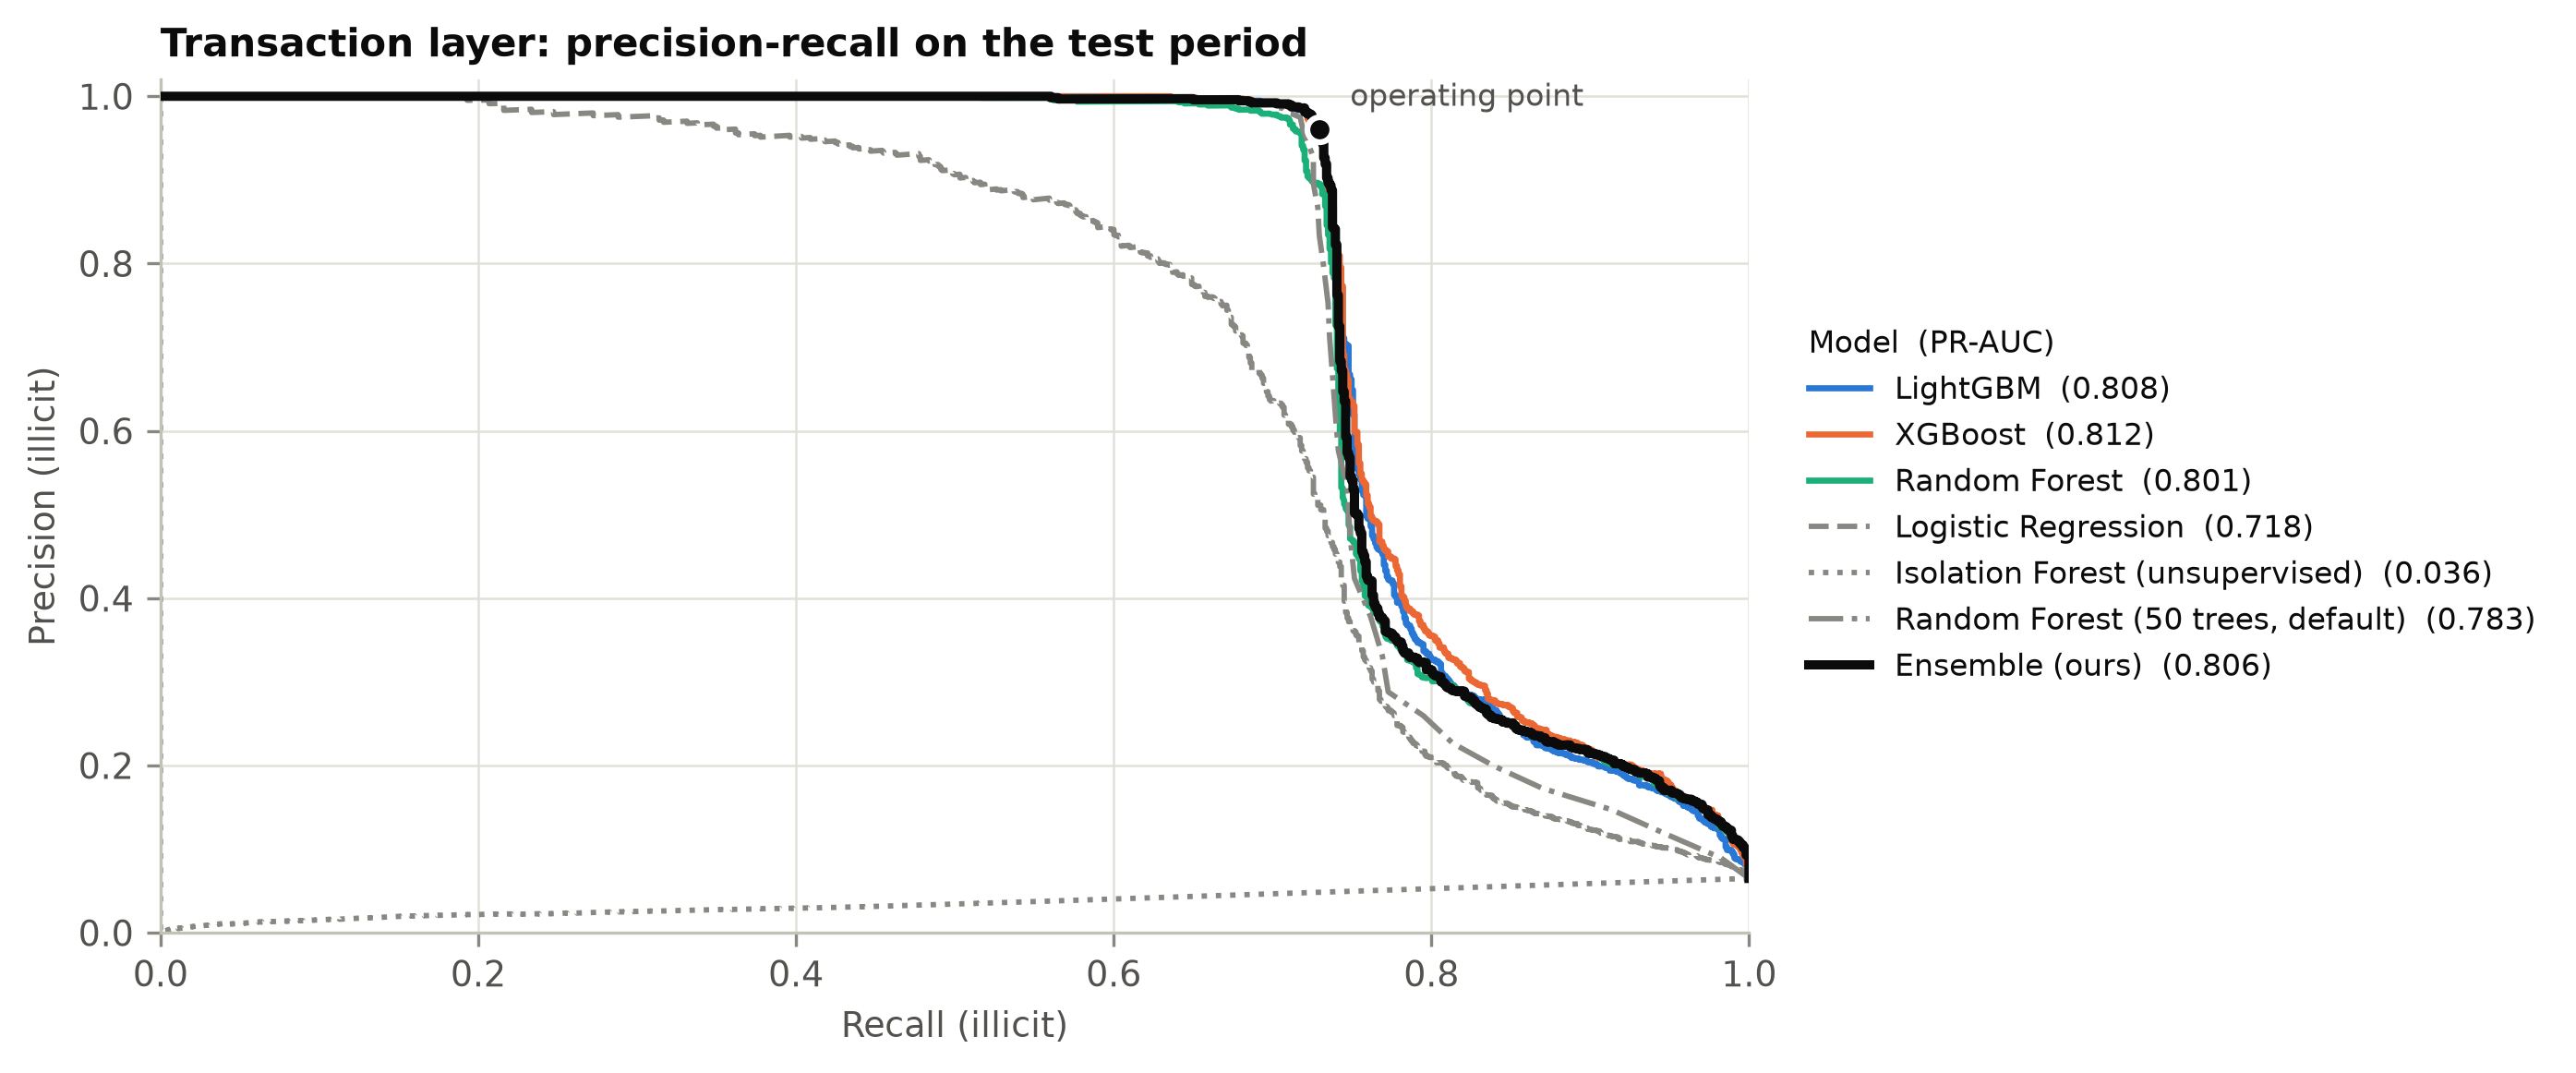 Transaction layer: precision-recall on the test period
operating point
1.0
0.8
0.6
0.4
0.2
0.0
Precision (illicit)
0.0 0.2 0.4 0.6 0.8 1.0
Recall (illicit)
Model (PR-AUC)
LightGBM (0.808)
XGBoost (0.812)
Random Forest (0.801)
Logistic Regression (0.718)
Isolation Forest (unsupervised) (0.036)
Random Forest (50 trees, default) (0.783)
Ensemble (ours) (0.806)